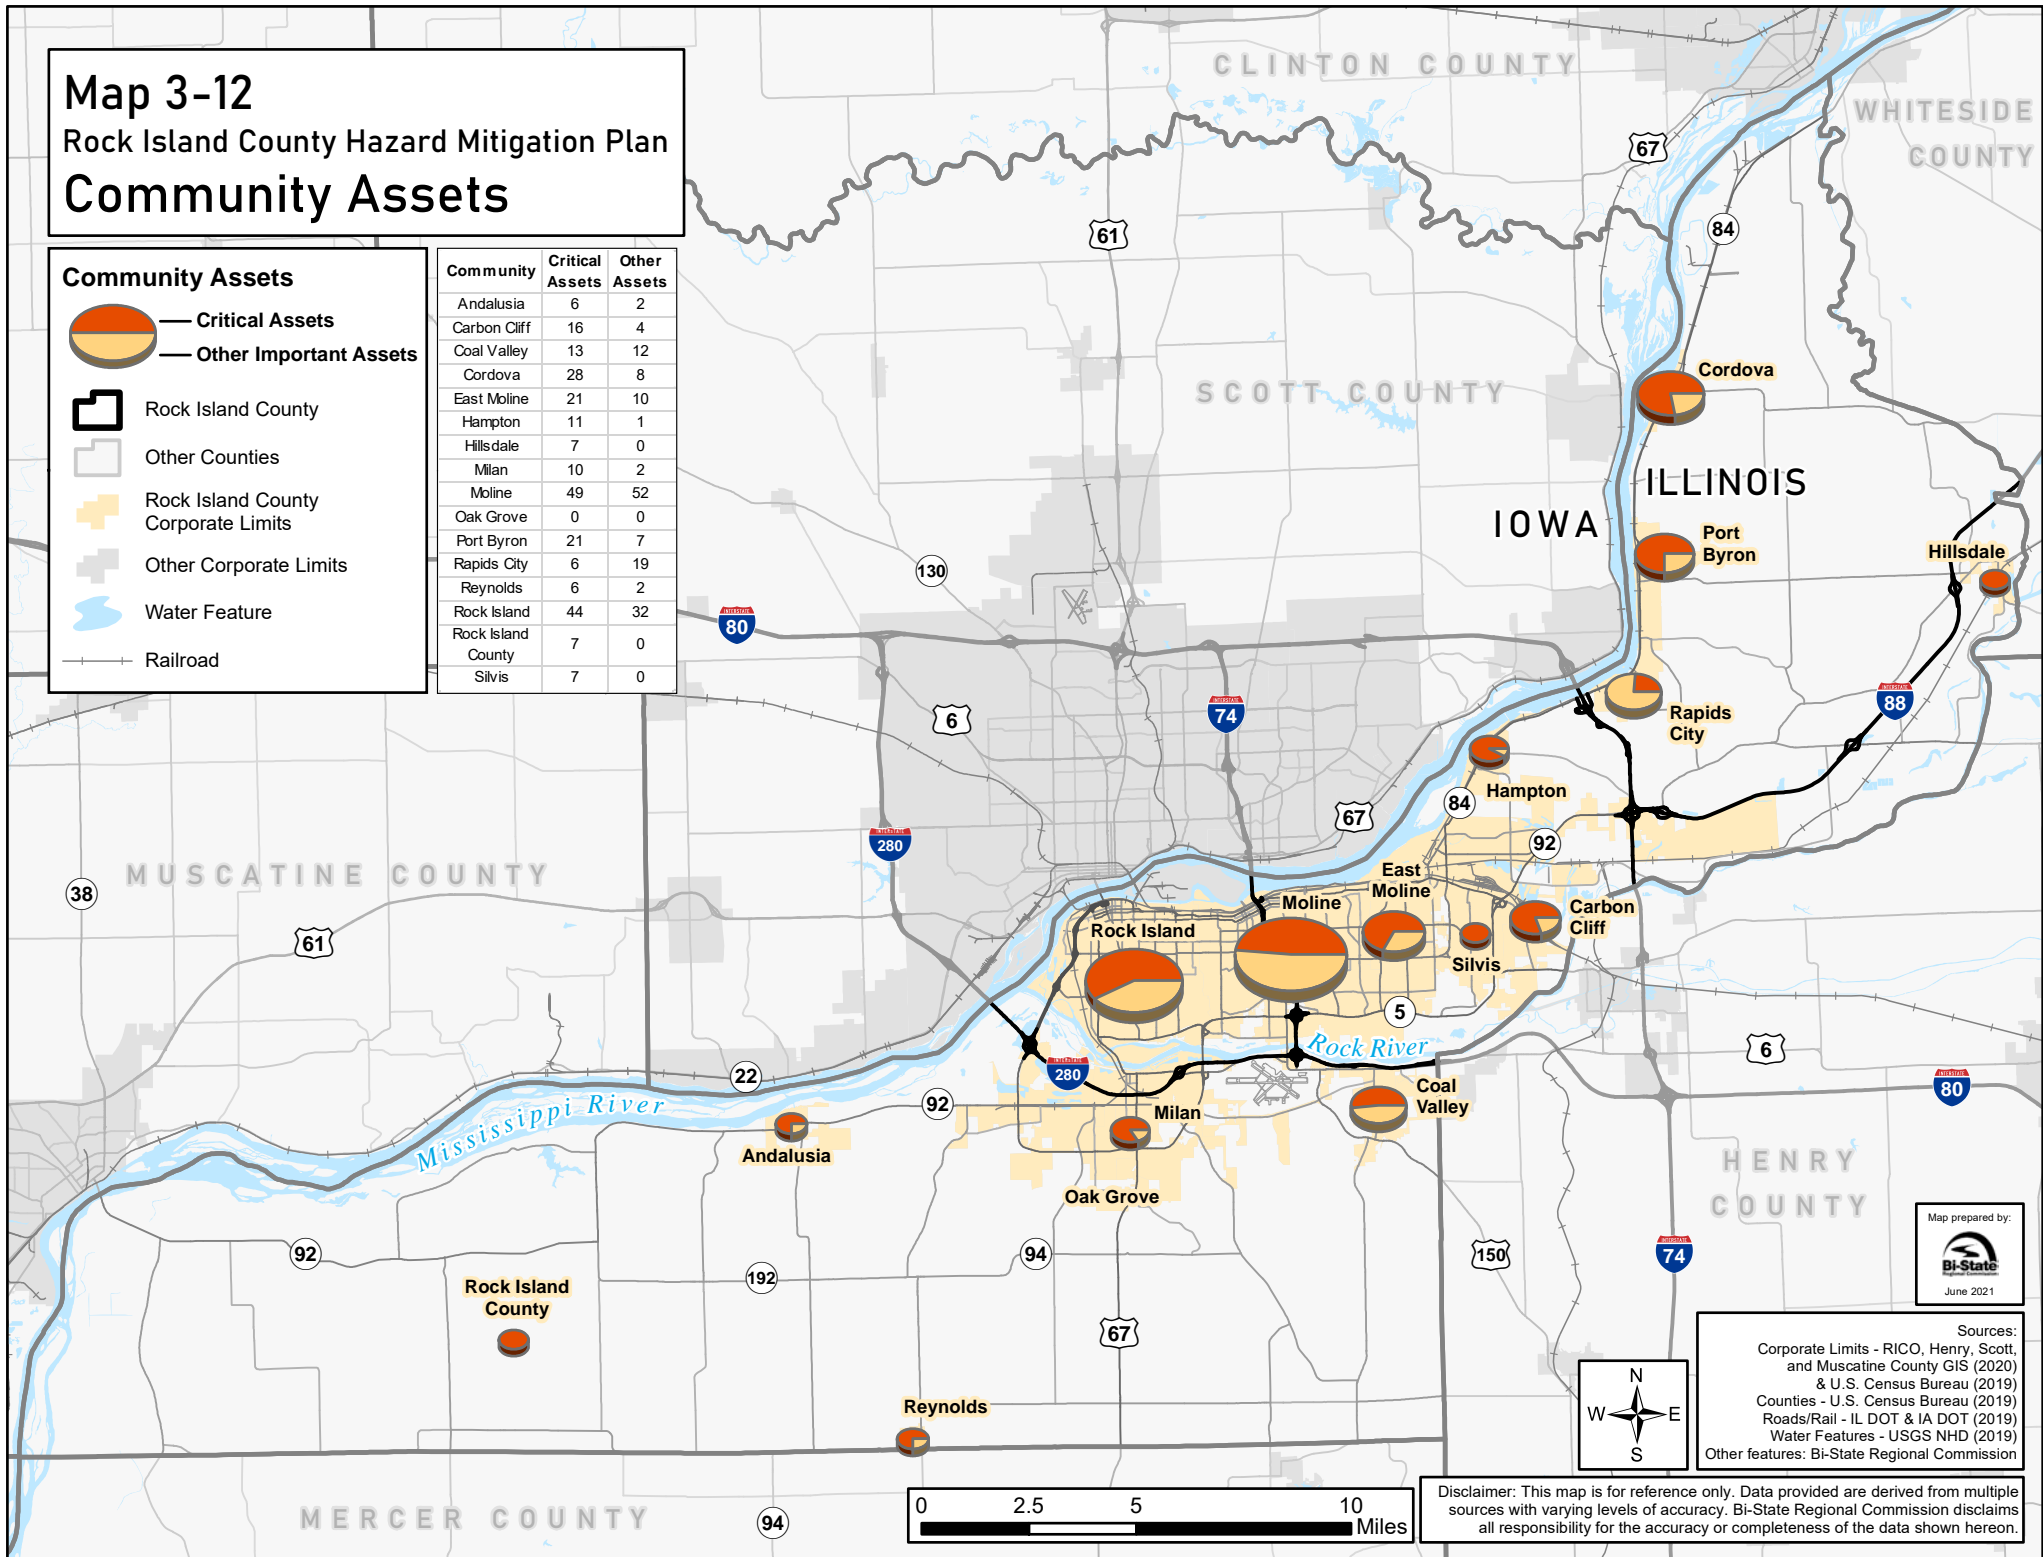 Map 3-12
Rock Island County Hazard Mitigation Plan
Community Assets
Community Assets
Critical Assets
Other Important Assets
Rock Island County
Other Counties
Rock Island County
Corporate Limits
Other Corporate Limits
Water Feature
Railroad
Community Critical Assets Other Assets
Andalusia 6 2
Carbon Cliff 16 4
Coal Valley 13 12
Cordova 28 8
East Moline 21 10
Hampton 11 1
Hillsdale 7 0
Milan 10 2
Moline 49 52
Oak Grove 0 0
Port Byron 21 7
Rapids City 6 19
Reynolds 6 2
Rock Island 44 32
Rock Island County 7 0
Silvis 7 0
CLINTON COUNTY
WHITESIDE
COUNTY
67
84
61
SCOTT COUNTY
Cordova
ILLINOIS
IOWA
Port
Byron
Hillsdale
130
INTERSTATE
80
6
INTERSTATE
74
Rapids
City
INTERSTATE
88
Hampton
84
67
92
INTERSTATE
280
MUSCATINE COUNTY
38
61
East
Moline
Moline
Rock Island
Carbon
Cliff
Silvis
5
Rock River
6
INTERSTATE
280
22
92
Mississippi River
Andalusia
Milan
Coal
Valley
INTERSTATE
80
Oak Grove
HENRY
COUNTY
92
192
94
150
INTERSTATE
74
Rock Island
County
67
Reynolds
MERCER COUNTY
94
0 2.5 5 10
Miles
Map prepared by:
Bi-State
Regional Commission
June 2021
N
W E
S
Sources:
Corporate Limits - RICO, Henry, Scott,
and Muscatine County GIS (2020)
& U.S. Census Bureau (2019)
Counties - U.S. Census Bureau (2019)
Roads/Rail - IL DOT & IA DOT (2019)
Water Features - USGS NHD (2019)
Other features: Bi-State Regional Commission
Disclaimer: This map is for reference only. Data provided are derived from multiple
sources with varying levels of accuracy. Bi-State Regional Commission disclaims
all responsibility for the accuracy or completeness of the data shown hereon.